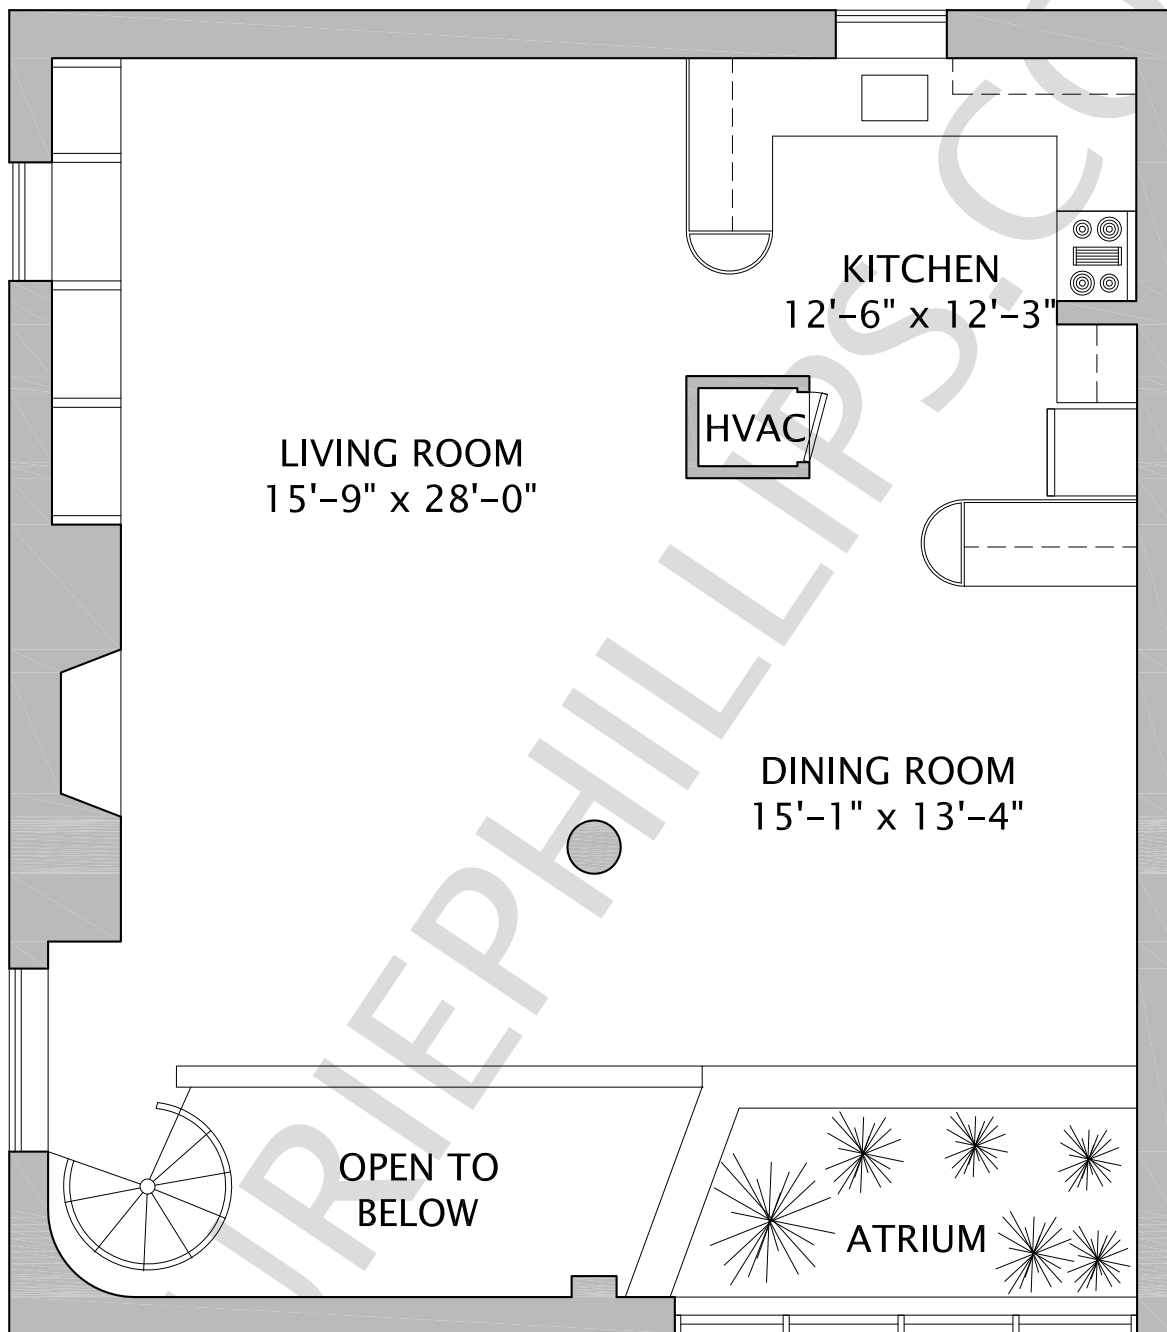 KITCHEN
12'-6" x 12'-3"
HVAC
LIVING ROOM
15'-9" x 28'-0"
DINING ROOM
15'-1" x 13'-4"
OPEN TO
BELOW
ATRIUM